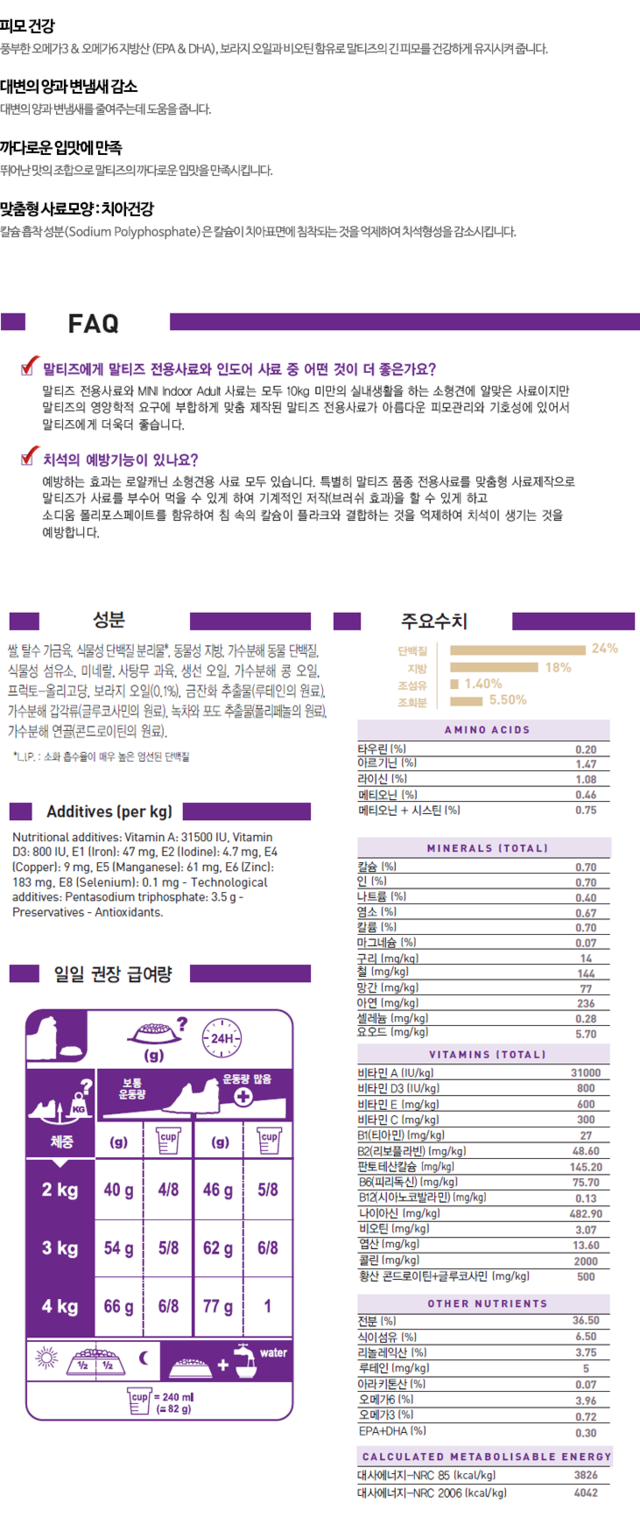 피모 건강
풍부한 오메가3 & 오메가6 지방산 (EPA & DHA), 보라지 오일과 비오틴 함유로 말티즈의 긴 피모를 건강하게 유지시켜 줍니다.
대변의 양과 변냄새 감소
대변의 양과 변냄새를 줄여주는데 도움을 줍니다.
까다로운 입맛에 만족
뛰어난 맛의 조합으로 말티즈의 까다로운 입맛을 만족시킵니다.
맞춤형 사료모양 : 치아건강
칼슘 흡착 성분(Sodium Polyphosphate)은 칼슘이 치아표면에 침착되는 것을 억제하여 치석형성을 감소시킵니다.
FAQ
말티즈에게 말티즈 전용사료와 인도어 사료 중 어떤 것이 더 좋은가요?
말티즈 전용사료와 MINI Indoor Adult 사료는 모두 10kg 미만의 실내생활을 하는 소형견에 알맞은 사료이지만
말티즈의 영양학적 요구에 부합하게 맞춤 제작된 말티즈 전용사료가 아름다운 피모관리와 기호성에 있어서
말티즈에게 더욱더 좋습니다.
치석의 예방기능이 있나요?
예방하는 효과는 로얄캐닌 소형견용 사료 모두 있습니다. 특별히 말티즈 품종 전용사료를 맞춤형 사료제작으로
말티즈가 사료를 부수어 먹을 수 있게 하여 기계적인 저작(브러쉬 효과)을 할 수 있게 하고
소디움 폴리포스페이트를 함유하여 침 속의 칼슘이 플라크와 결합하는 것을 억제하여 치석이 생기는 것을
예방합니다.
성분
쌀, 탈수 가금육, 식물성 단백질 분리물*, 동물성 지방, 가수분해 동물 단백질,
식물성 섬유소, 미네랄, 사탕무 과육, 생선 오일, 가수분해 콩 오일,
프럭토-올리고당, 보라지 오일(0.1%), 금잔화 추출물(루테인의 원료),
가수분해 갑각류(글루코사민의 원료), 녹차와 포도 추출물(폴리페놀의 원료),
가수분해 연골(콘드로이틴의 원료).
*L.I.P. : 소화 흡수율이 매우 높은 엄선된 단백질
Additives (per kg)
Nutritional additives: Vitamin A: 31500 IU, Vitamin
D3: 800 IU, E1 (Iron): 47 mg, E2 (Iodine): 4.7 mg, E4
(Copper): 9 mg, E5 (Manganese): 61 mg, E6 (Zinc):
183 mg, E8 (Selenium): 0.1 mg - Technological
additives: Pentasodium triphosphate: 3.5 g -
Preservatives - Antioxidants.
일일 권장 급여량
? 24H
(g)
? KG 보통 운동량 운동량 많음
체중 (g) cup (g) cup
2 kg 40 g 4/8 46 g 5/8
3 kg 54 g 5/8 62 g 6/8
4 kg 66 g 6/8 77 g 1
½ ½ + water
cup = 240 ml
(= 82 g)
주요수치
단백질 24%
지방 18%
조섬유 1.40%
조회분 5.50%
AMINO ACIDS
타우린 (%) 0.20
아르기닌 (%) 1.47
라이신 (%) 1.08
메티오닌 (%) 0.46
메티오닌 + 시스틴 (%) 0.75
MINERALS (TOTAL)
칼슘 (%) 0.70
인 (%) 0.70
나트륨 (%) 0.40
염소 (%) 0.67
칼륨 (%) 0.70
마그네슘 (%) 0.07
구리 (mg/kg) 14
철 (mg/kg) 144
망간 (mg/kg) 77
아연 (mg/kg) 236
셀레늄 (mg/kg) 0.28
요오드 (mg/kg) 5.70
VITAMINS (TOTAL)
비타민 A (IU/kg) 31000
비타민 D3 (IU/kg) 800
비타민 E (mg/kg) 600
비타민 C (mg/kg) 300
B1(티아민) (mg/kg) 27
B2(리보플라빈) (mg/kg) 48.60
판토테산칼슘 (mg/kg) 145.20
B6(피리독신) (mg/kg) 75.70
B12(시아노코발라민) (mg/kg) 0.13
나이아신 (mg/kg) 482.90
비오틴 (mg/kg) 3.07
엽산 (mg/kg) 13.60
콜린 (mg/kg) 2000
황산 콘드로이틴+글루코사민 (mg/kg) 500
OTHER NUTRIENTS
전분 (%) 36.50
식이섬유 (%) 6.50
리놀레익산 (%) 3.75
루테인 (mg/kg) 5
아라키톤산 (%) 0.07
오메가6 (%) 3.96
오메가3 (%) 0.72
EPA+DHA (%) 0.30
CALCULATED METABOLISABLE ENERGY
대사에너지-NRC 85 (kcal/kg) 3826
대사에너지-NRC 2006 (kcal/kg) 4042